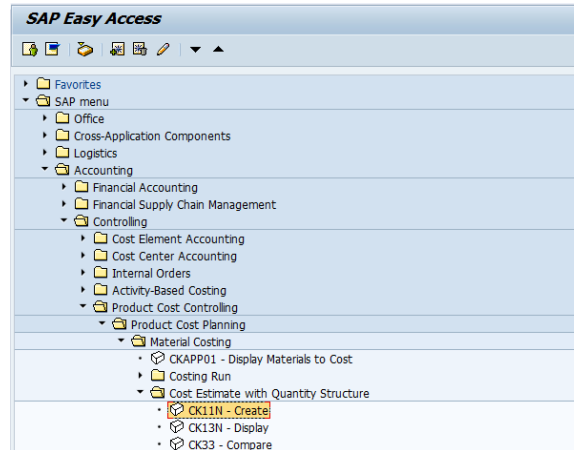 SAP Easy Access
Favorites
SAP menu
Office
Cross-Application Components
Logistics
Accounting
Financial Accounting
Financial Supply Chain Management
Controlling
Cost Element Accounting
Cost Center Accounting
Internal Orders
Activity-Based Costing
Product Cost Controlling
Product Cost Planning
Material Costing
CKAPP01 - Display Materials to Cost
Costing Run
Cost Estimate with Quantity Structure
CK11N - Create
CK13N - Display
CK33 - Compare